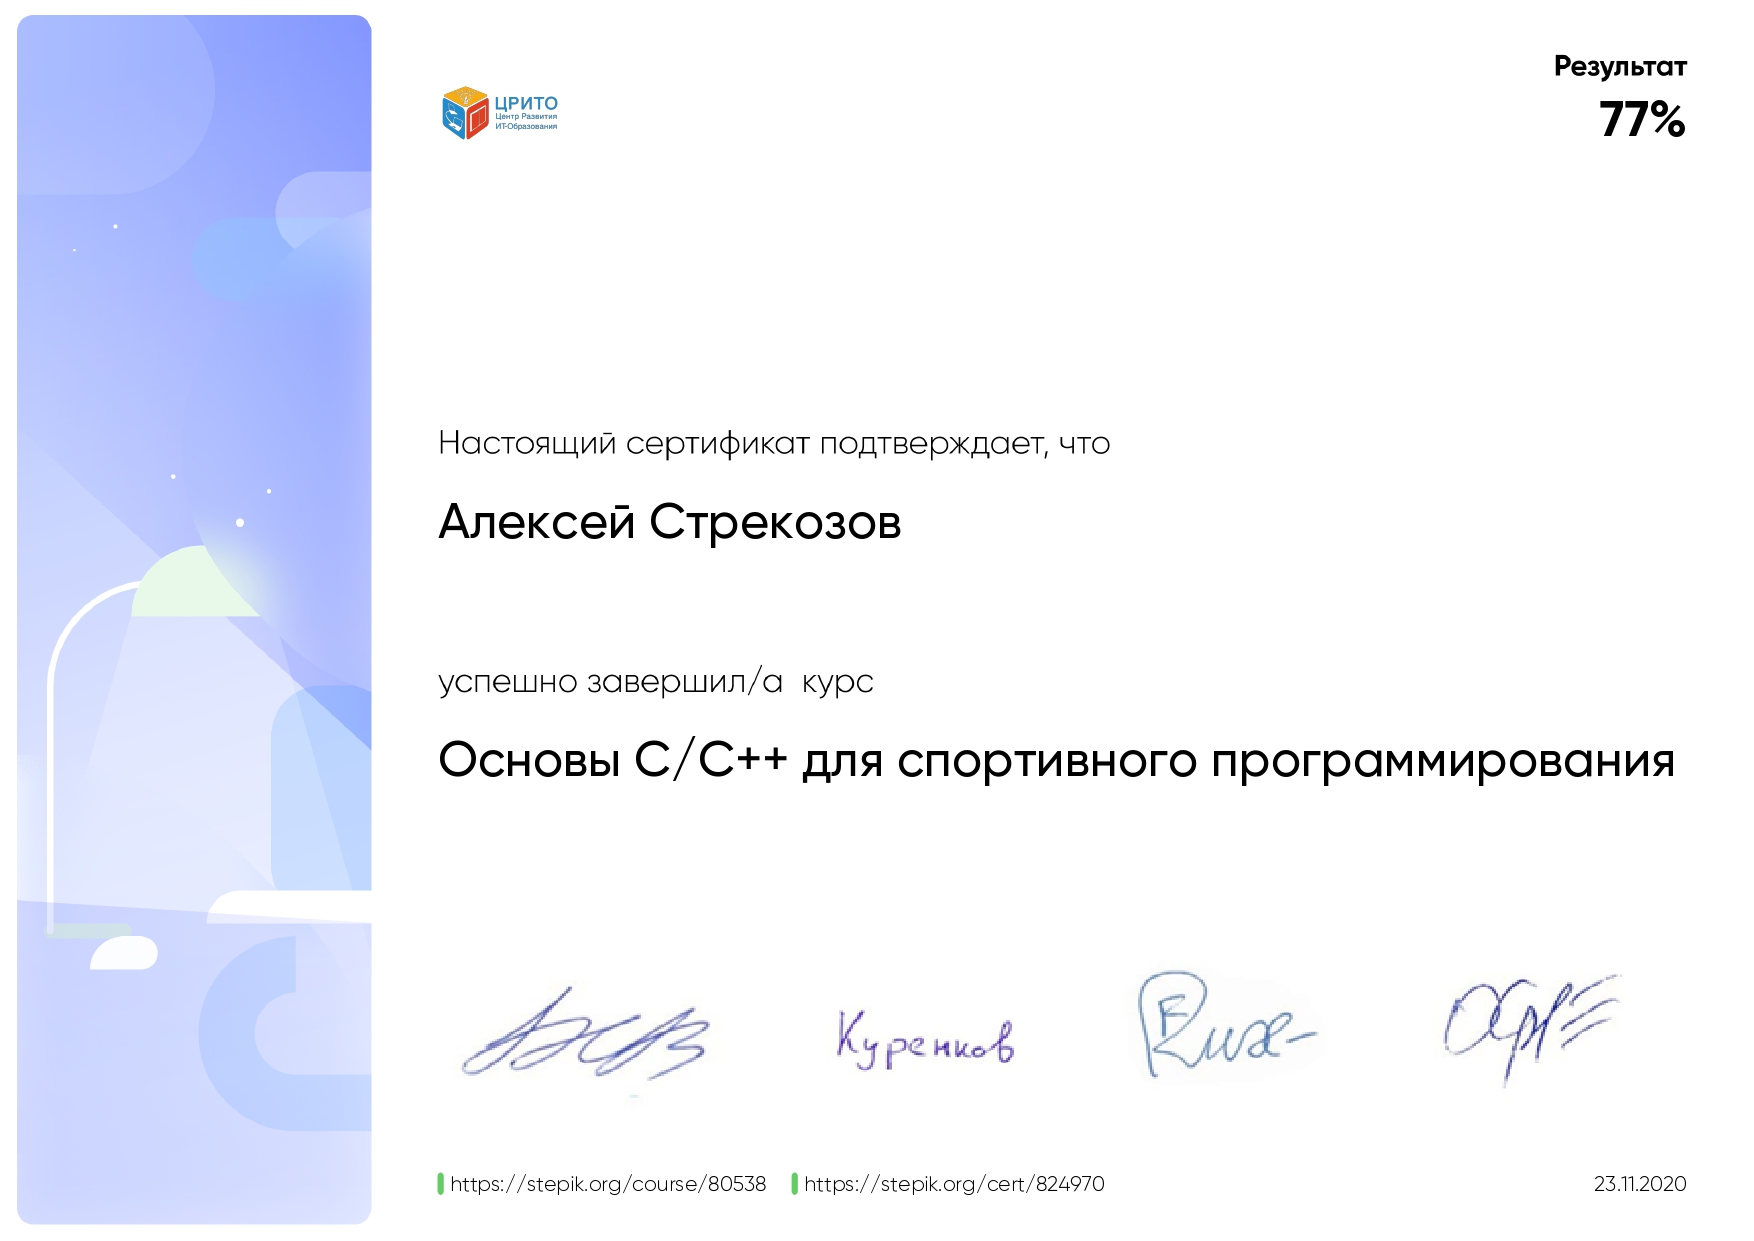 ЦРИТО
Центр Развития
ИТ-Образования
Результат
77%
Настоящий сертификат подтверждает, что
Алексей Стрекозов
успешно завершил/а курс
Основы C/C++ для спортивного программирования
Куренков
https://stepik.org/course/80538 https://stepik.org/cert/824970 23.11.2020